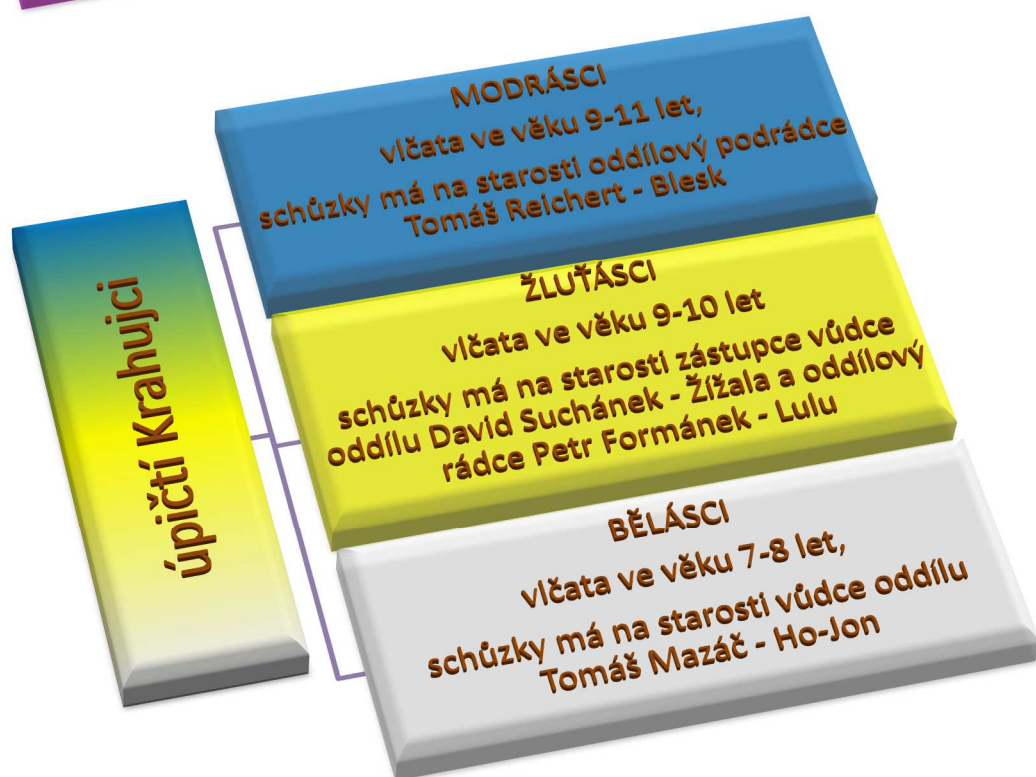 úpičtí Krahujci
MODRÁSCI
vlčata ve věku 9-11 let,
schůzky má na starosti oddílový podrádce
Tomáš Reichert - Blesk
ŽLUŤÁSCI
vlčata ve věku 9-10 let
schůzky má na starosti zástupce vůdce
oddílu David Suchánek - Žížala a oddílový
rádce Petr Formánek - Lulu
BĚLÁSCI
vlčata ve věku 7-8 let,
schůzky má na starosti vůdce oddílu
Tomáš Mazáč - Ho-Jon